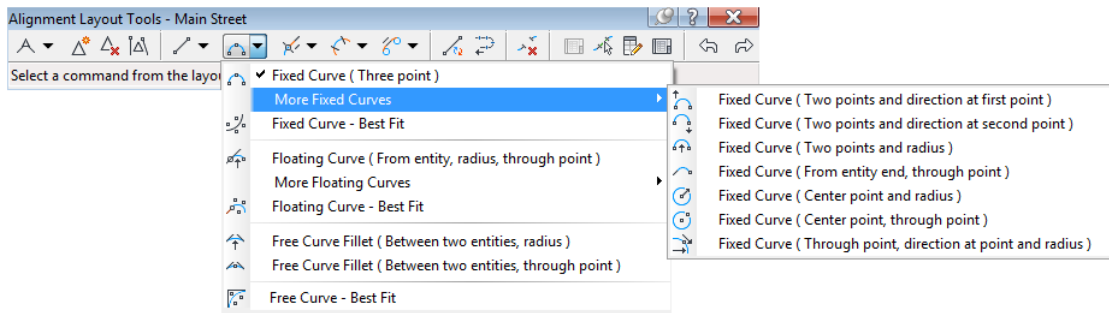 Alignment Layout Tools - Main Street
Select a command from the layou
Fixed Curve ( Three point )
More Fixed Curves
Fixed Curve - Best Fit
Floating Curve ( From entity, radius, through point )
More Floating Curves
Floating Curve - Best Fit
Free Curve Fillet ( Between two entities, radius )
Free Curve Fillet ( Between two entities, through point )
Free Curve - Best Fit
Fixed Curve ( Two points and direction at first point )
Fixed Curve ( Two points and direction at second point )
Fixed Curve ( Two points and radius )
Fixed Curve ( From entity end, through point )
Fixed Curve ( Center point and radius )
Fixed Curve ( Center point, through point )
Fixed Curve ( Through point, direction at point and radius )